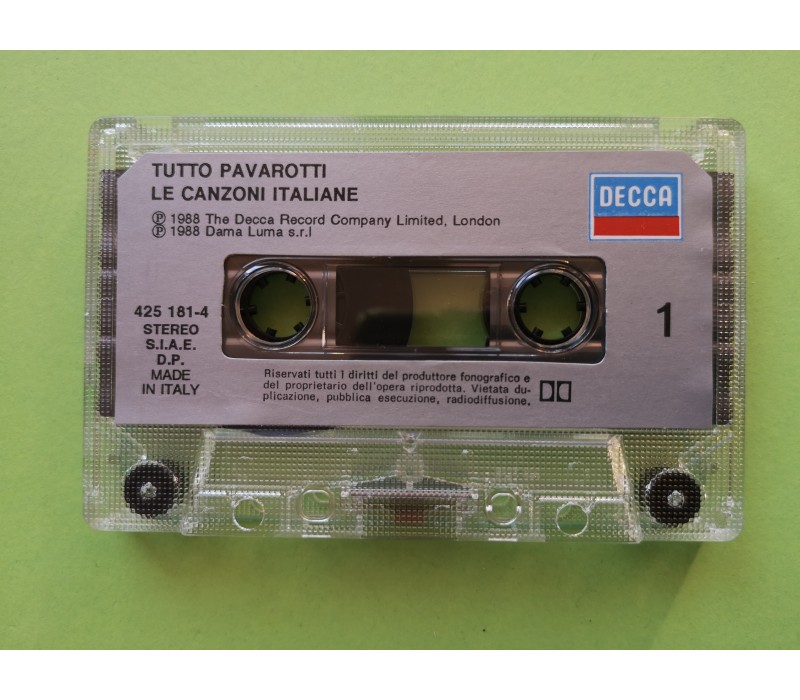 TUTTO PAVAROTTI
LE CANZONI ITALIANE
DECCA
Ⓟ 1988 The Decca Record Company Limited, London
Ⓟ 1988 Dama Luma s.r.l
425 181-4
STEREO
S.I.A.E.
D.P.
MADE
IN ITALY
1
Riservati tutti i diritti del produttore fonografico e
del proprietario dell'opera riprodotta. Vietata du-
plicazione, pubblica esecuzione, radiodiffusione,